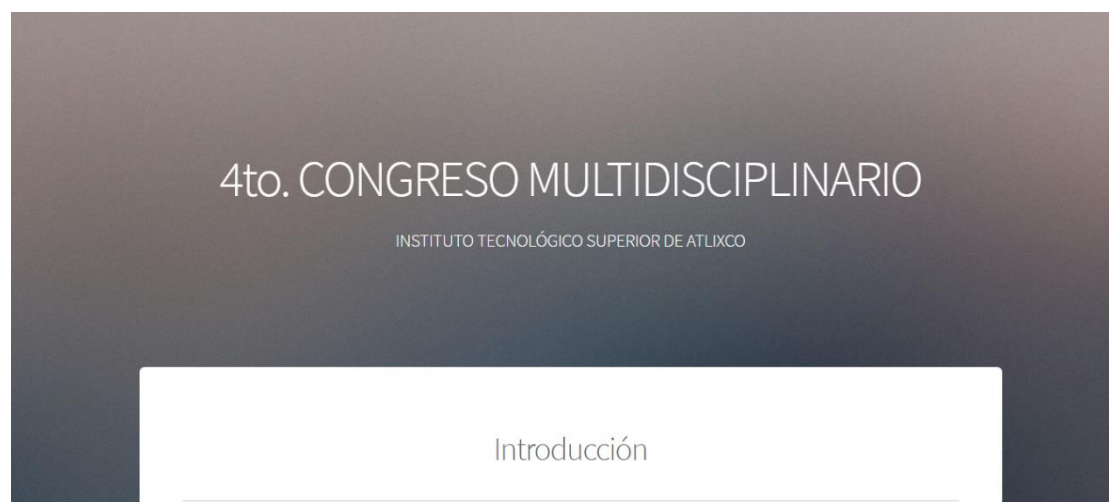 4to. CONGRESO MULTIDISCIPLINARIO
INSTITUTO TECNOLÓGICO SUPERIOR DE ATLIXCO
Introducción